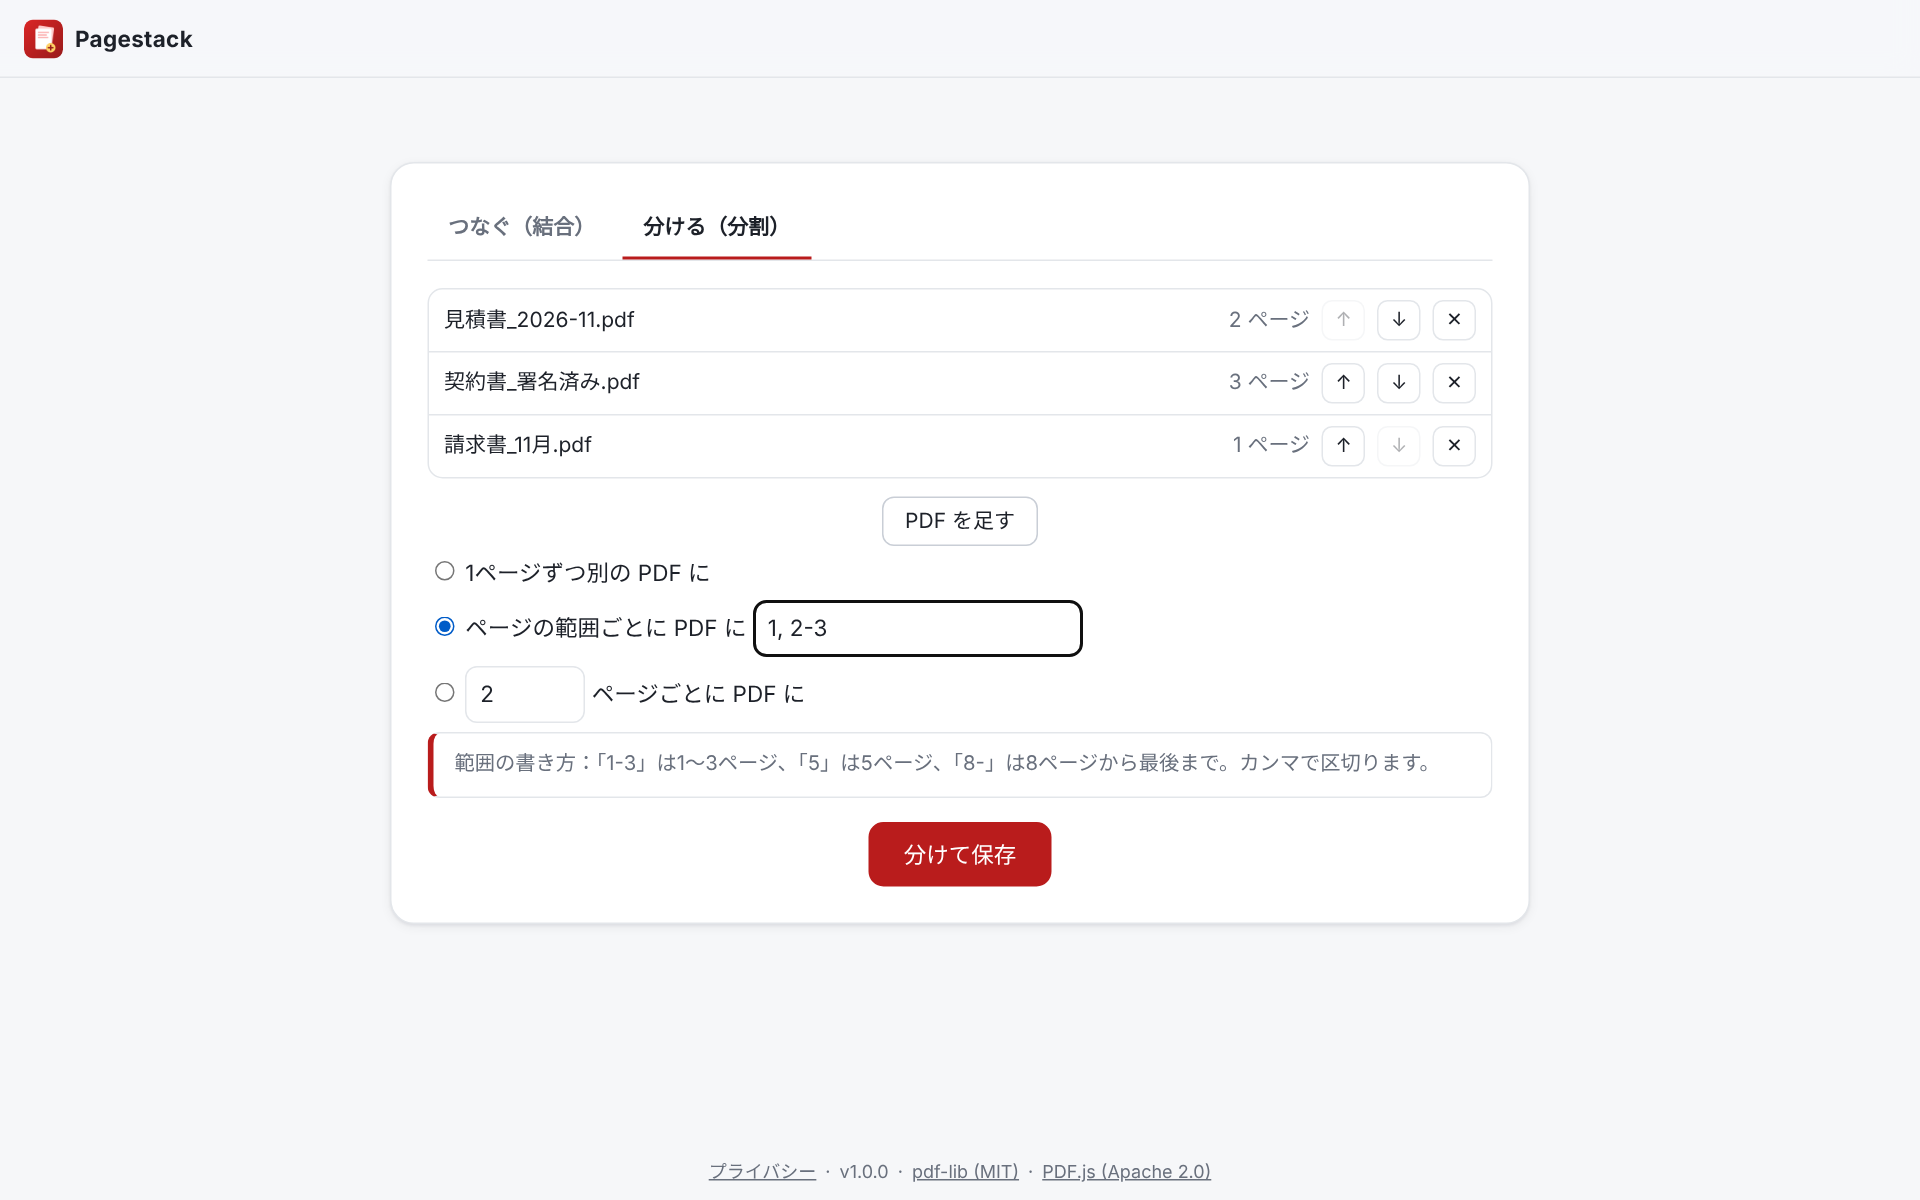 Pagestack
つなぐ（結合） 分ける（分割）
見積書_2026-11.pdf 2 ページ ↑ ↓ ✕
契約書_署名済み.pdf 3 ページ ↑ ↓ ✕
請求書_11月.pdf 1 ページ ↑ ↓ ✕
PDF を足す
1ページずつ別の PDF に
ページの範囲ごとに PDF に 1, 2-3
2 ページごとに PDF に
範囲の書き方：「1-3」は1〜3ページ、「5」は5ページ、「8-」は8ページから最後まで。カンマで区切ります。
分けて保存
プライバシー · v1.0.0 · pdf-lib (MIT) · PDF.js (Apache 2.0)